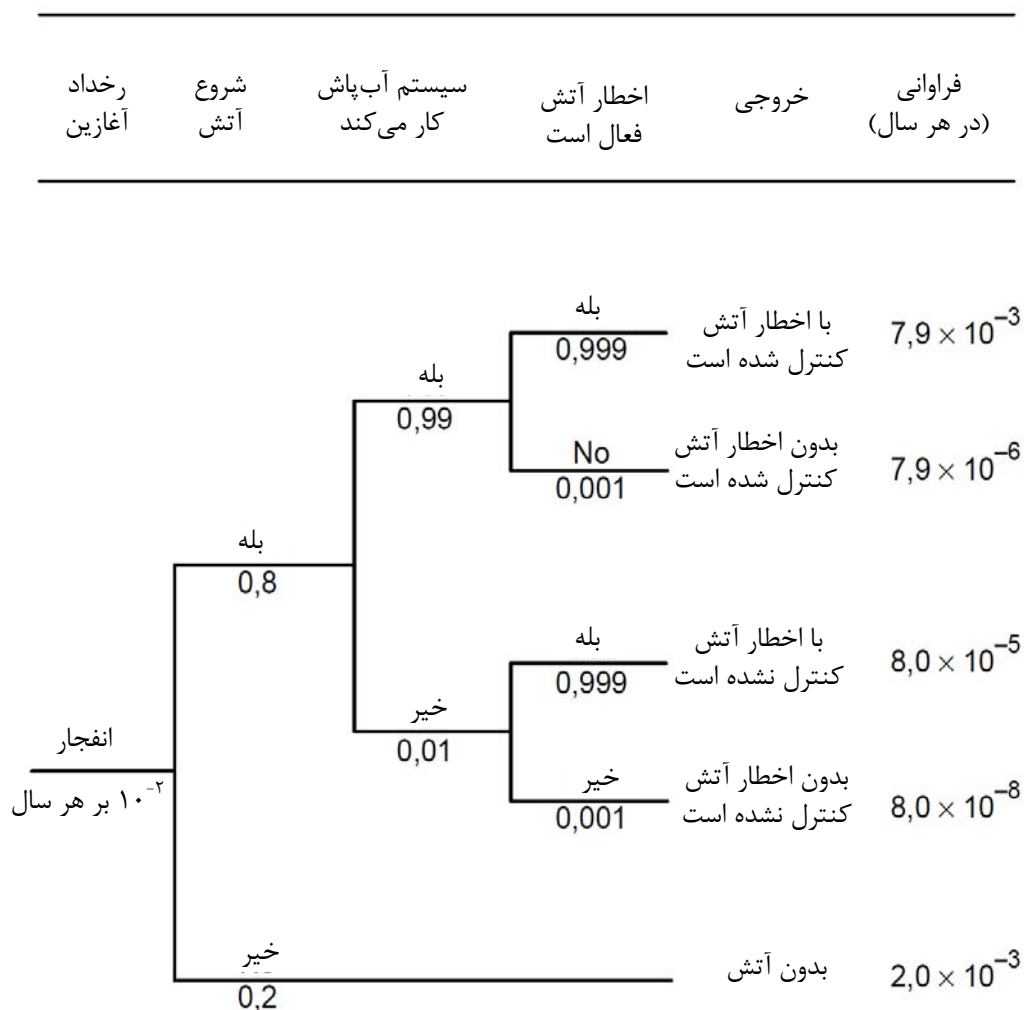 رخداد
آغازین
شروع
آتش
سیستم آب‌پاش
کار می‌کند
اخطار آتش
فعال است
خروجی
فراوانی
(در هر سال)
بله
0,999
با اخطار آتش
کنترل شده است
7,9 × 10⁻³
بله
0,99
No
0,001
بدون اخطار آتش
کنترل شده است
7,9 × 10⁻⁶
بله
0,8
بله
0,999
با اخطار آتش
کنترل نشده است
8,0 × 10⁻⁵
خیر
0,01
انفجار
۱۰⁻² بر هر سال
خیر
0,001
بدون اخطار آتش
کنترل نشده است
8,0 × 10⁻⁸
خیر
0,2
بدون آتش
2,0 × 10⁻³